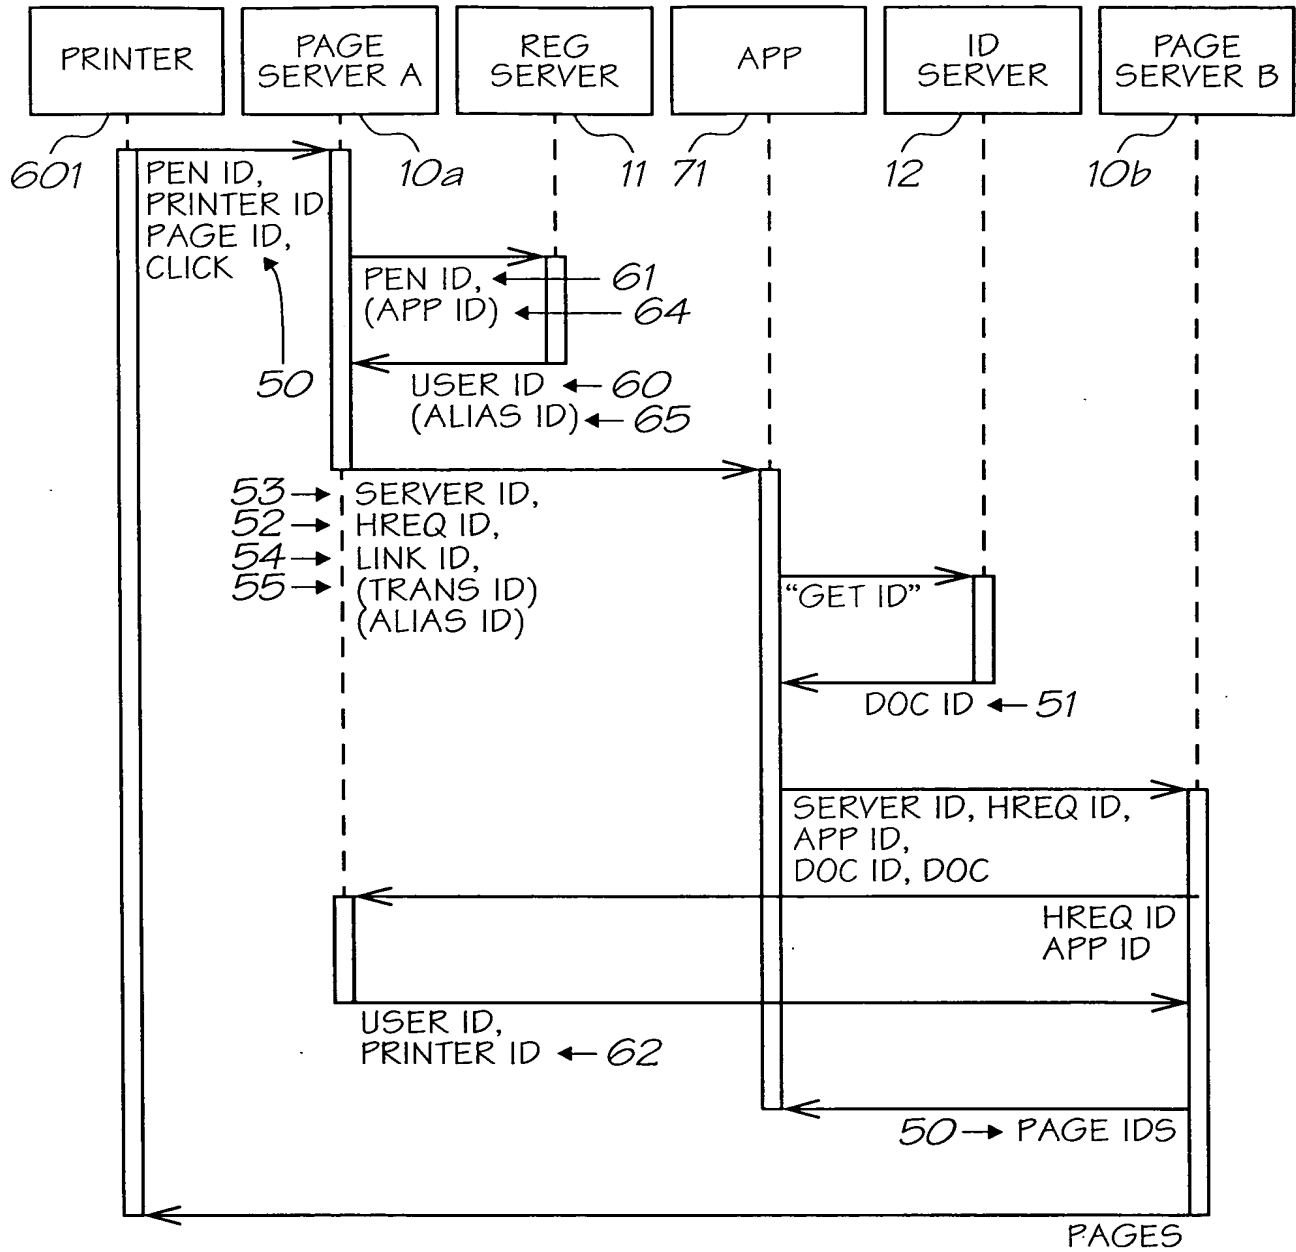 PRINTER
PAGE
SERVER A
REG
SERVER
APP
ID
SERVER
PAGE
SERVER B
601
10a
11
71
12
10b
PEN ID,
PRINTER ID
PAGE ID,
CLICK
50
PEN ID,
(APP ID)
61
64
USER ID
(ALIAS ID)
60
65
53 SERVER ID,
52 HREQ ID,
54 LINK ID,
55 (TRANS ID)
(ALIAS ID)
“GET ID”
DOC ID 51
SERVER ID, HREQ ID,
APP ID,
DOC ID, DOC
HREQ ID
APP ID
USER ID,
PRINTER ID 62
50 PAGE IDS
PAGES